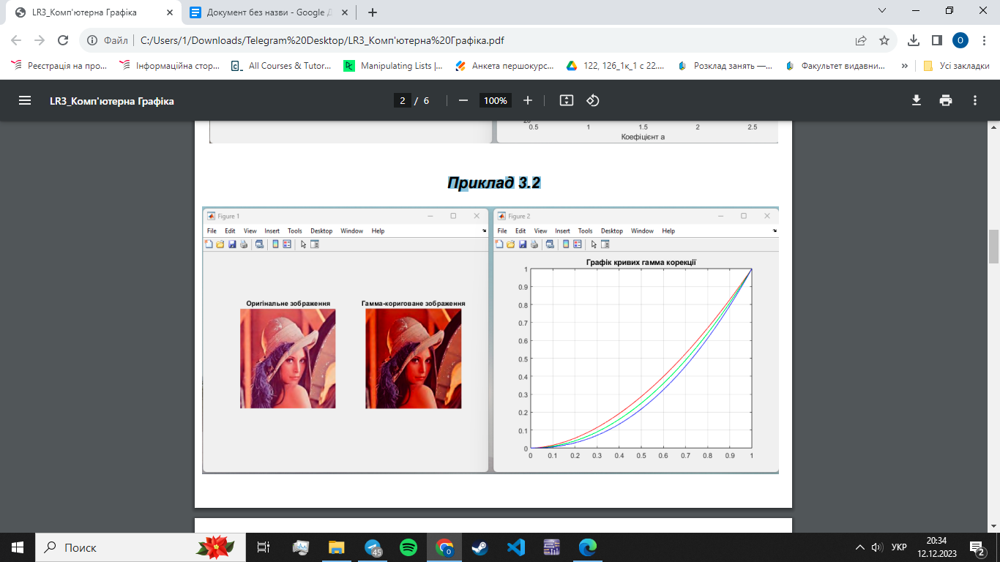 LR3_Комп'ютерна Графіка
Документ без назви - Google Д
Файл C:/Users/1/Downloads/Telegram%20Desktop/LR3_Комп'ютерна%20Графіка.pdf
O
Реєстрація на про...
Інформаційна стор...
All Courses & Tutor...
Manipulating Lists |...
Анкета першокурс...
122, 126_1к_1 с 22....
Розклад занять —...
Факультет видавни...
»
Усі закладки
LR3_Комп'ютерна Графіка
2 / 6
100%
0.5 1 1.5 2 2.5
Коефіцієнт a
Приклад 3.2
Figure 1
File Edit View Insert Tools Desktop Window Help
Оригінальне зображення
Гамма-кориговане зображення
Figure 2
File Edit View Insert Tools Desktop Window Help
Графік кривих гамма корекції
1
0.9
0.8
0.7
0.6
0.5
0.4
0.3
0.2
0.1
0
0 0.1 0.2 0.3 0.4 0.5 0.6 0.7 0.8 0.9 1
Поиск
45
УКР
20:34
12.12.2023
2